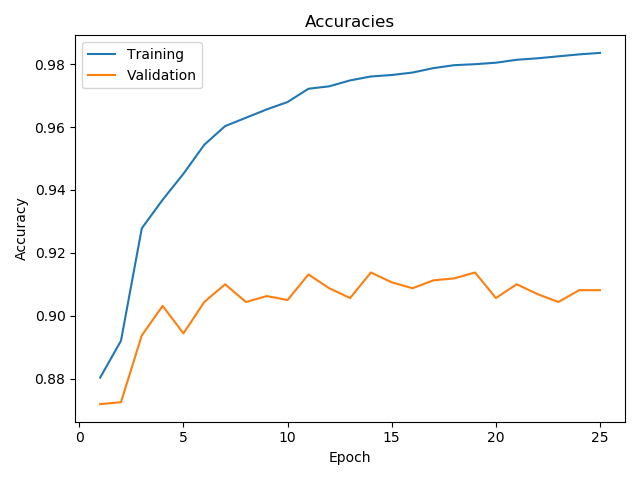 Accuracies
Training
Validation
Accuracy
0.98
0.96
0.94
0.92
0.90
0.88
0 5 10 15 20 25
Epoch